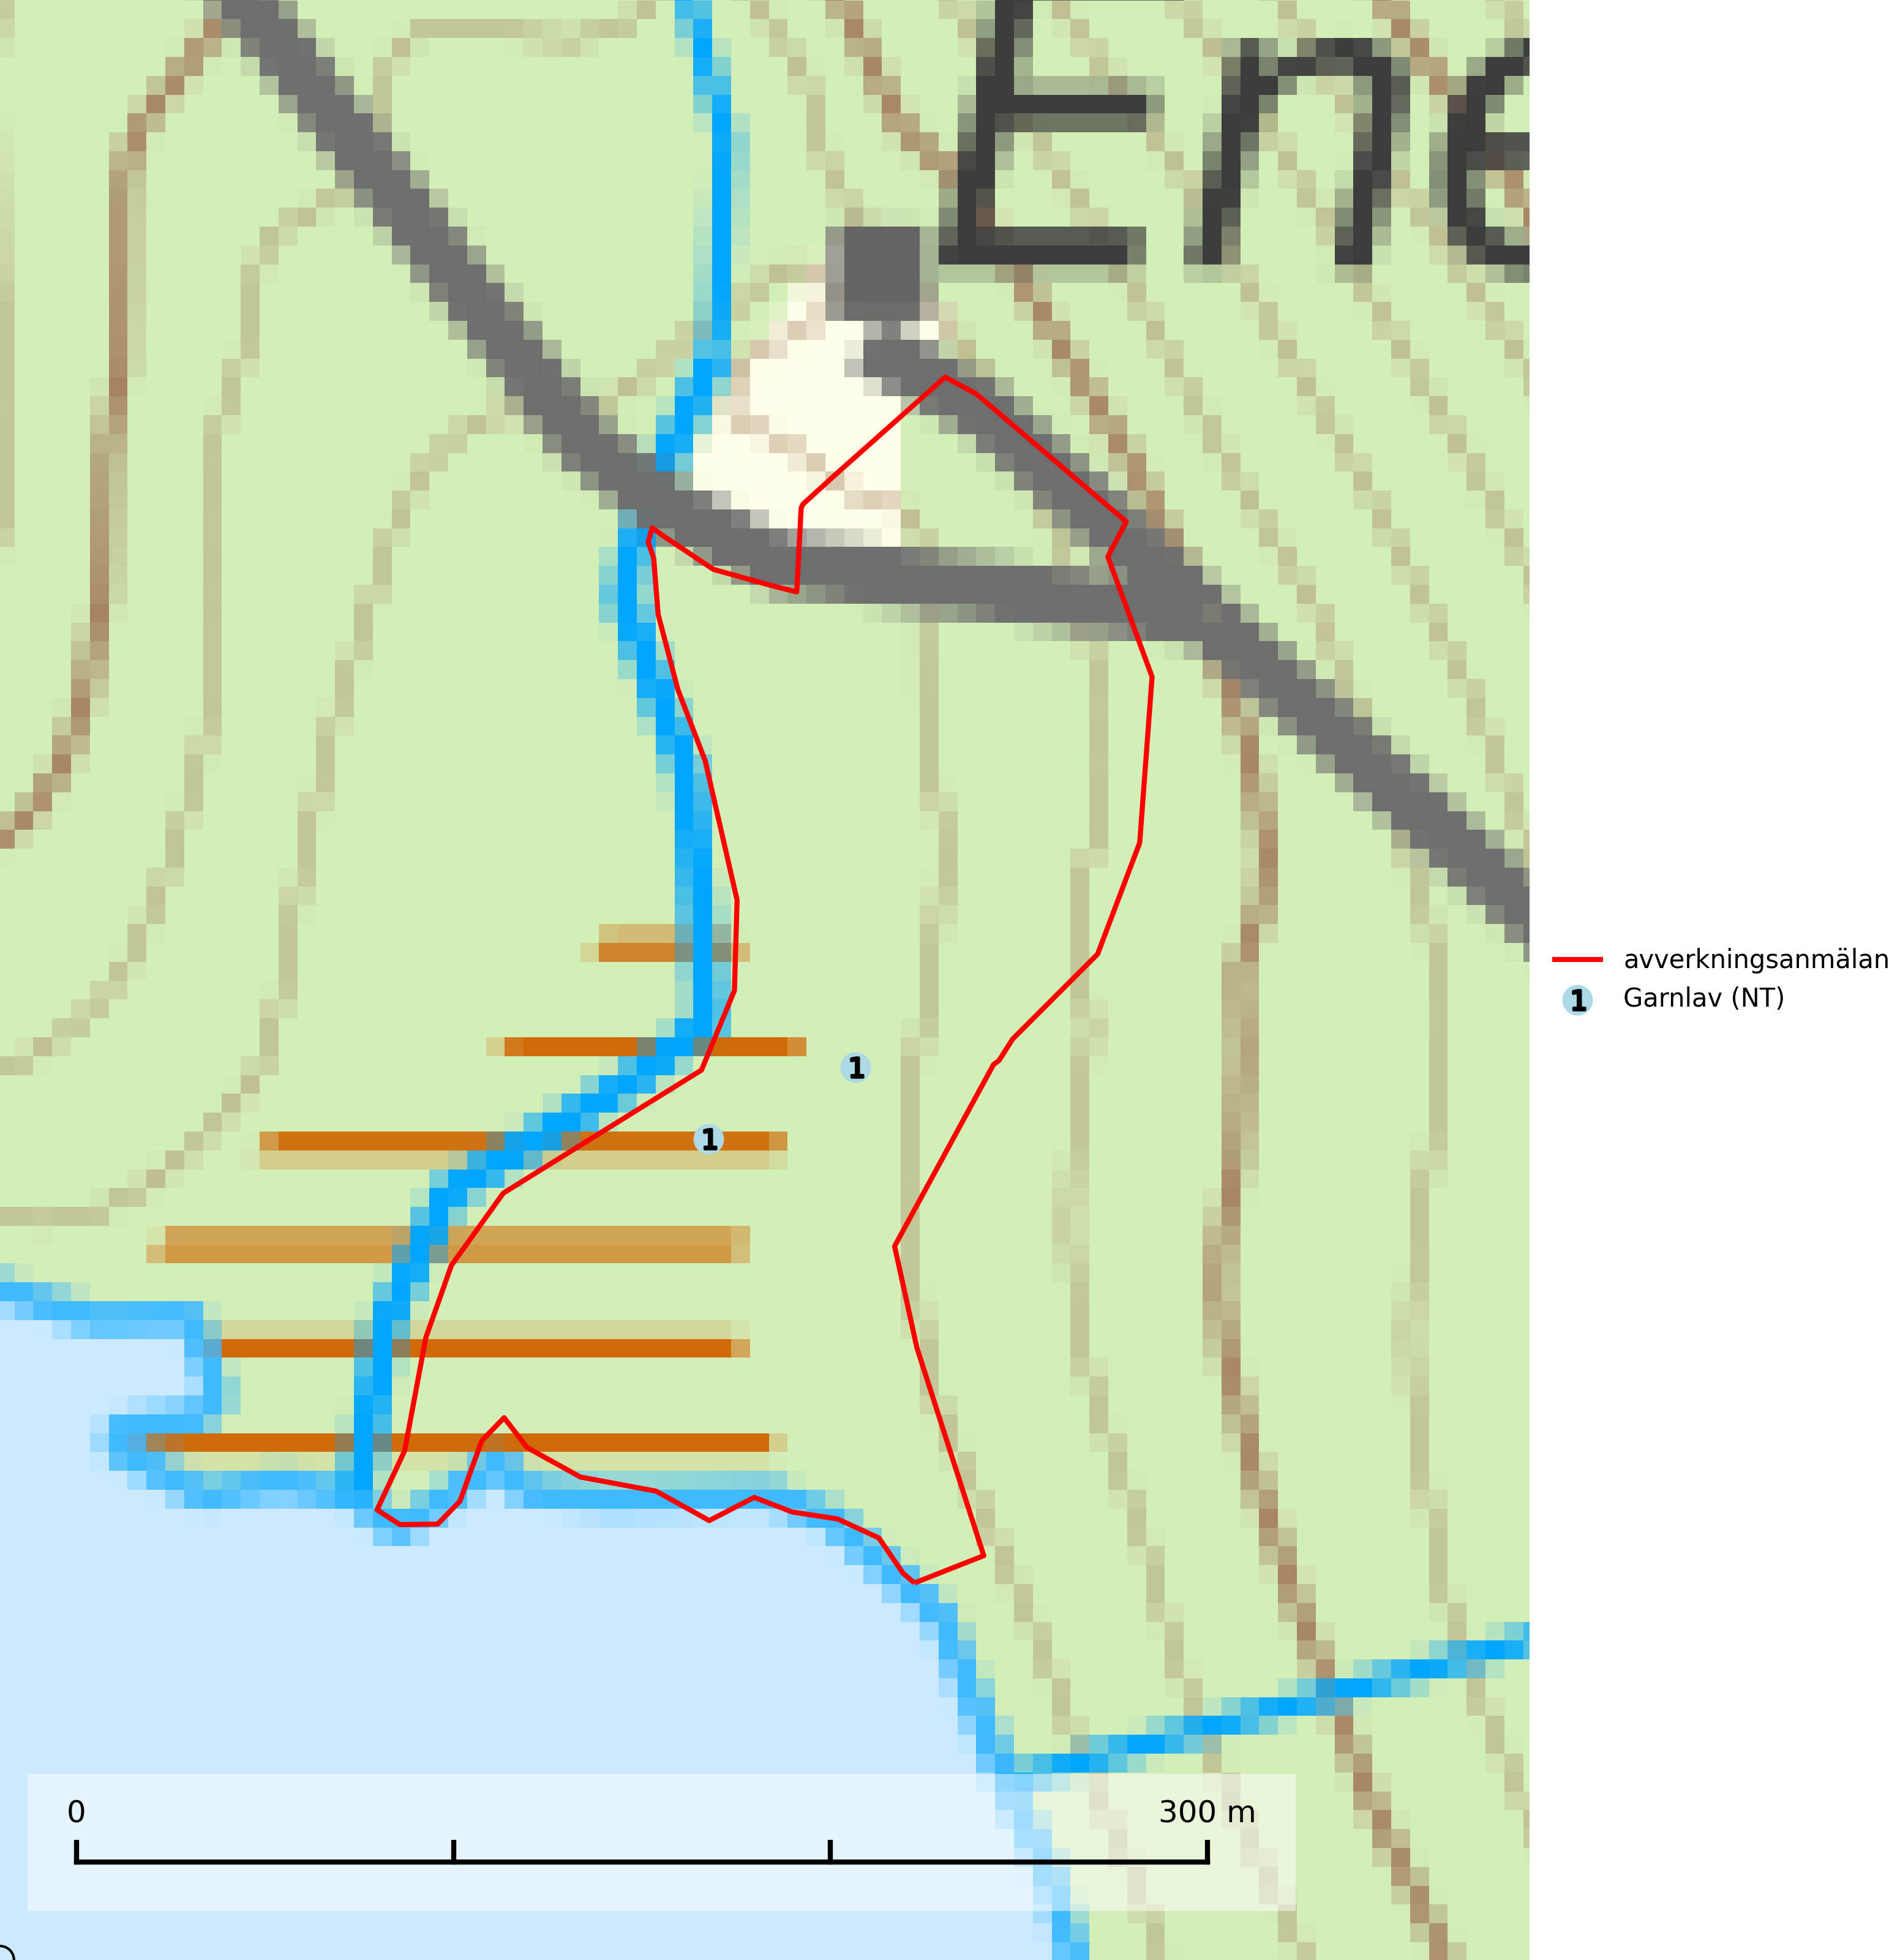 avverkningsanmälan
1 Garnlav (NT)
1
1
0 300 m